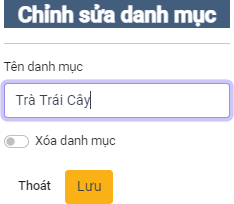 Chỉnh sửa danh mục
Tên danh mục
Trà Trái Cây
Xóa danh mục
Thoát
Lưu